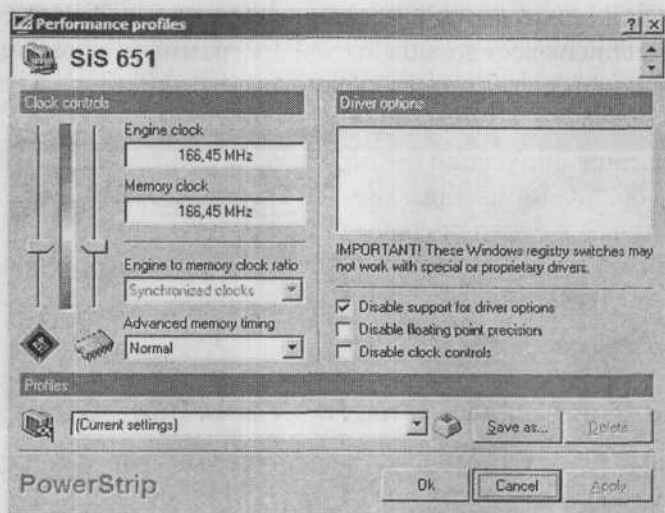 Performance profiles
SiS 651
Clock controls
Engine clock
166,45 MHz
Memory clock
166,45 MHz
Engine to memory clock ratio
Synchronized clocks
Advanced memory timing
Normal
Driver options
IMPORTANT! These Windows registry switches may
not work with special or proprietary drivers.
Disable support for driver options
Disable floating point precision
Disable clock controls
Profiles
(Current settings)
Save as...
Delete
PowerStrip
Ok
Cancel
Apply